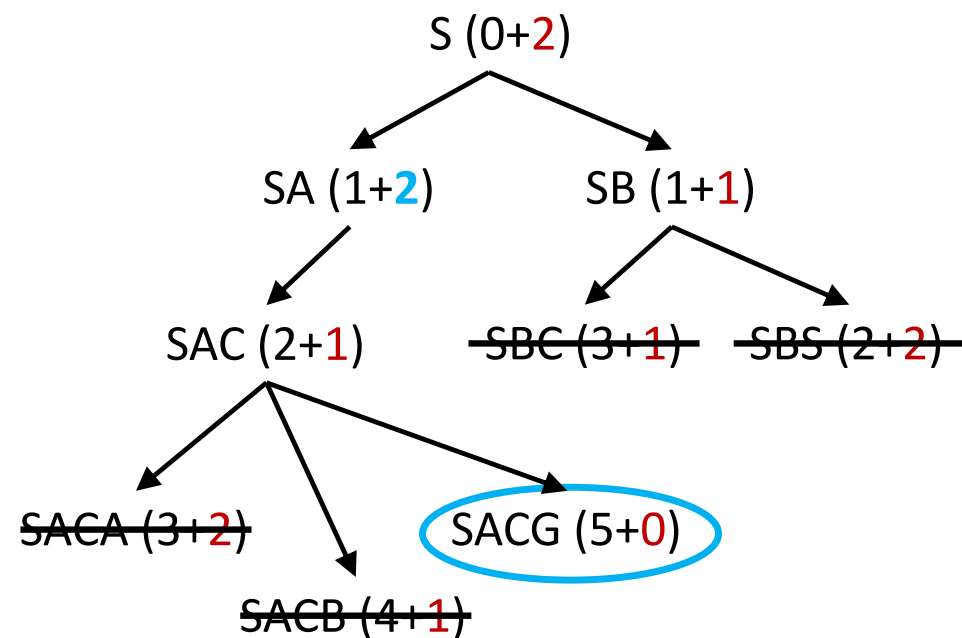 S (0+2)
SA (1+2) SB (1+1)
SAC (2+1) SBC (3+1) SBS (2+2)
SACA (3+2) SACG (5+0)
SACB (4+1)